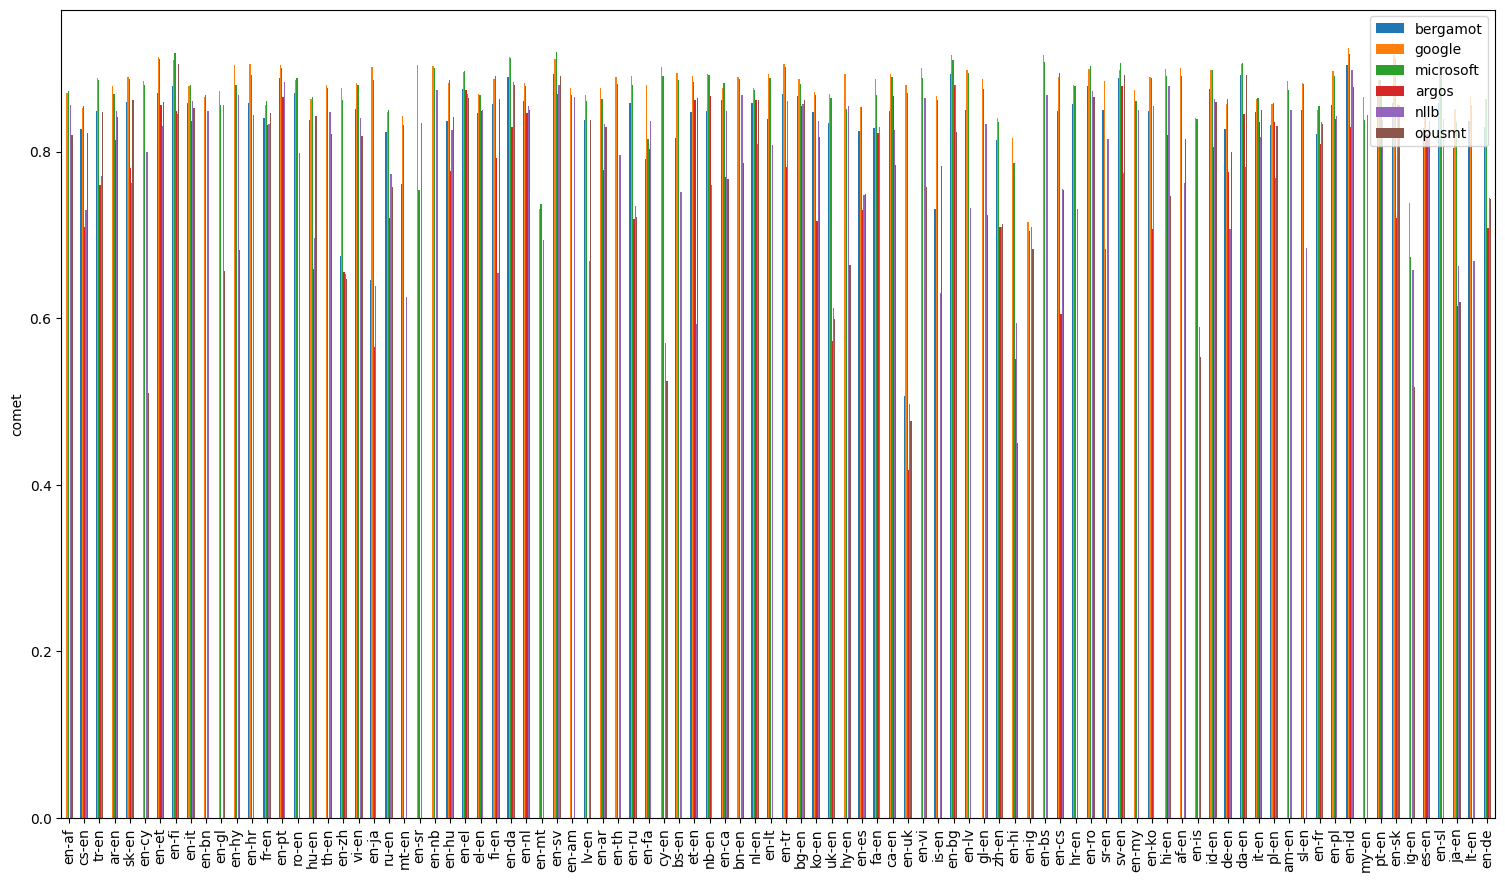 bergamot
google
microsoft
argos
nllb
opusmt
comet
0.8
0.6
0.4
0.2
0.0
en-af
cs-en
tr-en
ar-en
sk-en
en-cy
en-et
en-fi
en-it
en-bn
en-gl
en-hy
en-hr
fr-en
en-pt
ro-en
hu-en
th-en
en-zh
vi-en
en-ja
ru-en
mt-en
en-sr
en-nb
en-hu
en-el
el-en
fi-en
en-da
en-nl
en-mt
en-sv
en-am
lv-en
en-ar
en-th
en-ru
en-fa
cy-en
bs-en
et-en
nb-en
en-ca
bn-en
nl-en
en-lt
en-tr
bg-en
ko-en
uk-en
hy-en
en-es
fa-en
ca-en
en-uk
en-vi
is-en
en-bg
en-lv
gl-en
zh-en
en-hi
en-ig
en-bs
en-cs
hr-en
en-ro
sr-en
sv-en
en-my
en-ko
hi-en
af-en
en-is
id-en
de-en
da-en
it-en
pl-en
am-en
sl-en
en-fr
en-pl
en-id
my-en
pt-en
en-sk
ig-en
es-en
en-sl
ja-en
lt-en
en-de